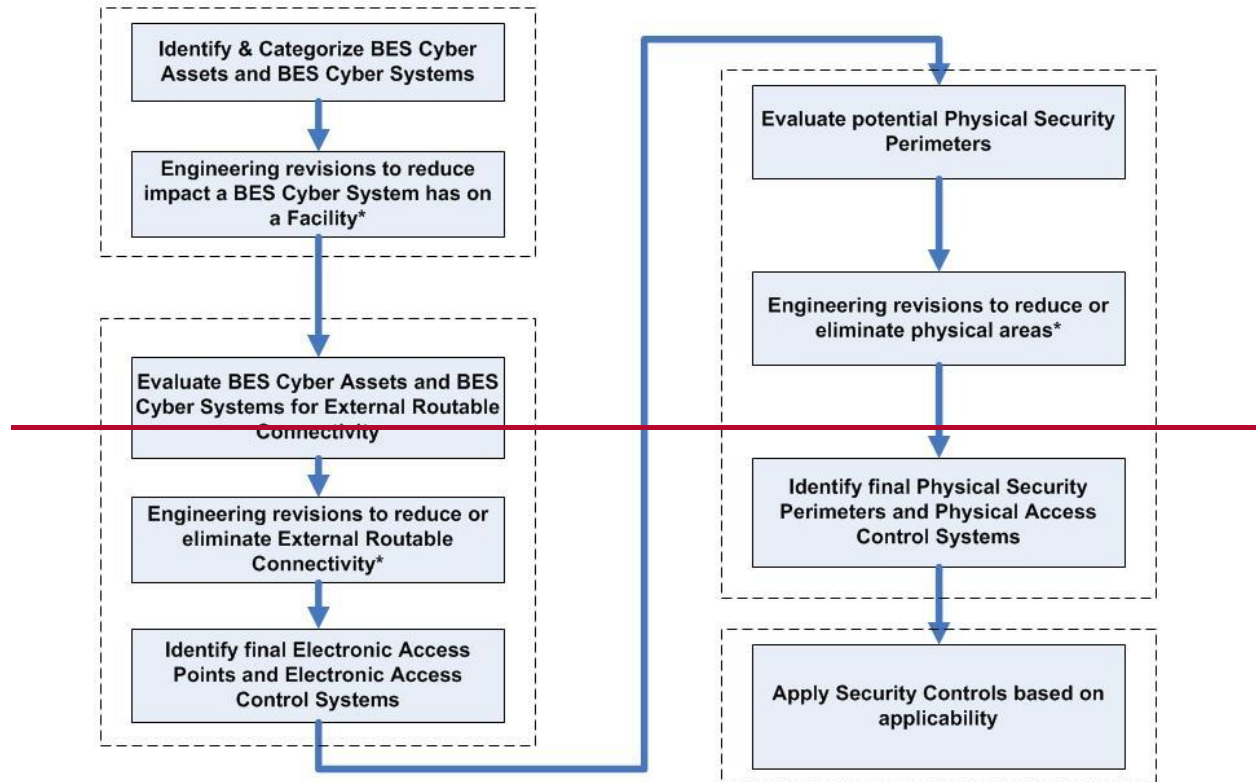 Identify & Categorize BES Cyber
Assets and BES Cyber Systems
Engineering revisions to reduce
impact a BES Cyber System has on
a Facility*
Evaluate BES Cyber Assets and BES
Cyber Systems for External Routable
Connectivity
Engineering revisions to reduce or
eliminate External Routable
Connectivity*
Identify final Electronic Access
Points and Electronic Access
Control Systems
Evaluate potential Physical Security
Perimeters
Engineering revisions to reduce or
eliminate physical areas*
Identify final Physical Security
Perimeters and Physical Access
Control Systems
Apply Security Controls based on
applicability